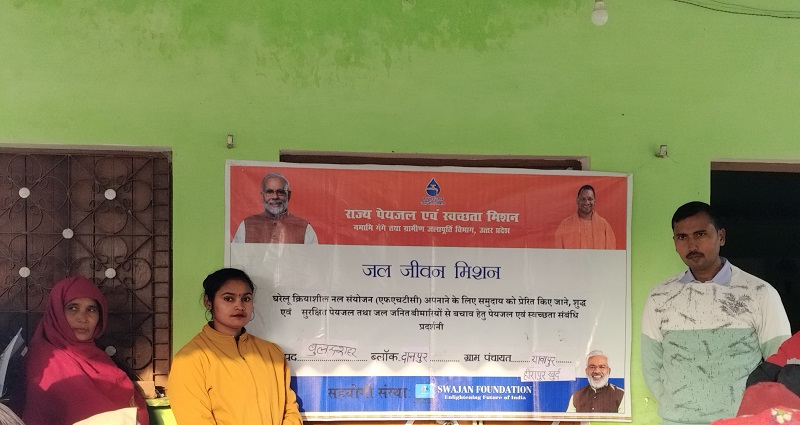 राज्य पेयजल एवं स्वच्छता मिशन
नमामि गंगे तथा ग्रामीण जलापूर्ति विभाग, उत्तर प्रदेश
जल जीवन मिशन
घरेलू क्रियाशील नल संयोजन (एफएचटीसी) अपनाने के लिए समुदाय को प्रेरित किए जाने, शुद्ध
एवं सुरक्षित पेयजल तथा जल जनित बीमारियों से बचाव हेतु पेयजल एवं स्वच्छता संबंधि
प्रदर्शनी
पद बुलन्दशहर ब्लॉक दानपुर ग्राम पंचायत
हीरापुर खुर्द
सहयोगी संस्था SWAJAN FOUNDATION
Enlightening Future of India